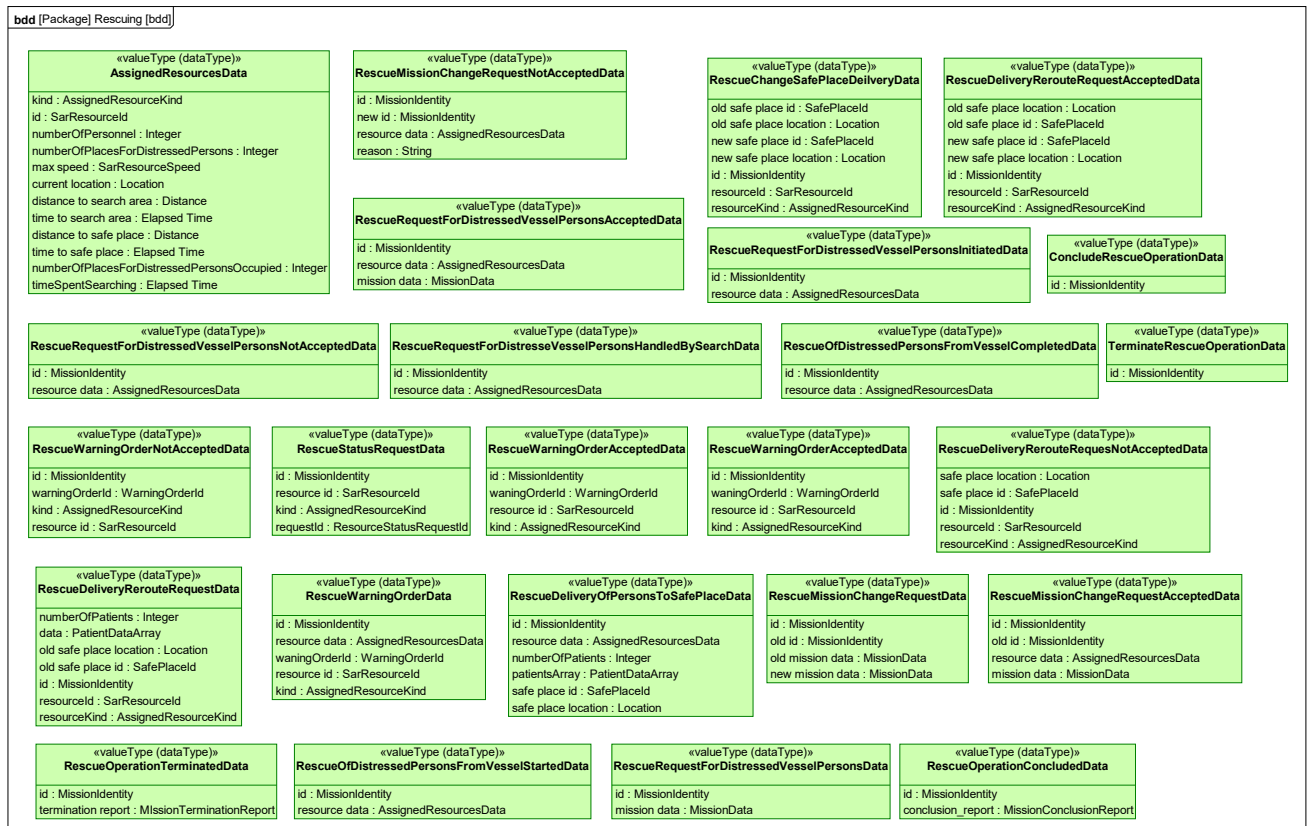 bdd [Package] Rescuing [bdd]
«valueType (dataType)»
AssignedResourcesData
kind : AssignedResourceKind
id : SarResourceId
numberOfPersonnel : Integer
numberOfPlacesForDistressedPersons : Integer
max speed : SarResourceSpeed
current location : Location
distance to search area : Distance
time to search area : Elapsed Time
distance to safe place : Distance
time to safe place : Elapsed Time
numberOfPlacesForDistressedPersonsOccupied : Integer
timeSpentSearching : Elapsed Time
«valueType (dataType)»
RescueMissionChangeRequestNotAcceptedData
id : MissionIdentity
new id : MissionIdentity
resource data : AssignedResourcesData
reason : String
«valueType (dataType)»
RescueChangeSafePlaceDeilveryData
old safe place id : SafePlaceId
old safe place location : Location
new safe place id : SafePlaceId
new safe place location : Location
id : MissionIdentity
resourceId : SarResourceId
resourceKind : AssignedResourceKind
«valueType (dataType)»
RescueDeliveryRerouteRequestAcceptedData
old safe place location : Location
old safe place id : SafePlaceId
new safe place id : SafePlaceId
new safe place location : Location
id : MissionIdentity
resourceId : SarResourceId
resourceKind : AssignedResourceKind
«valueType (dataType)»
RescueRequestForDistressedVesselPersonsAcceptedData
id : MissionIdentity
resource data : AssignedResourcesData
mission data : MissionData
«valueType (dataType)»
RescueRequestForDistressedVesselPersonsInitiatedData
id : MissionIdentity
resource data : AssignedResourcesData
«valueType (dataType)»
ConcludeRescueOperationData
id : MissionIdentity
«valueType (dataType)»
RescueRequestForDistressedVesselPersonsNotAcceptedData
id : MissionIdentity
resource data : AssignedResourcesData
«valueType (dataType)»
RescueRequestForDistresseVesselPersonsHandledBySearchData
id : MissionIdentity
resource data : AssignedResourcesData
«valueType (dataType)»
RescueOfDistressedPersonsFromVesselCompletedData
id : MissionIdentity
resource data : AssignedResourcesData
«valueType (dataType)»
TerminateRescueOperationData
id : MissionIdentity
«valueType (dataType)»
RescueWarningOrderNotAcceptedData
id : MissionIdentity
warningOrderId : WarningOrderId
kind : AssignedResourceKind
resource id : SarResourceId
«valueType (dataType)»
RescueStatusRequestData
id : MissionIdentity
resource id : SarResourceId
kind : AssignedResourceKind
requestId : ResourceStatusRequestId
«valueType (dataType)»
RescueWarningOrderAcceptedData
id : MissionIdentity
waningOrderId : WarningOrderId
resource id : SarResourceId
kind : AssignedResourceKind
«valueType (dataType)»
RescueWarningOrderAcceptedData
id : MissionIdentity
waningOrderId : WarningOrderId
resource id : SarResourceId
kind : AssignedResourceKind
«valueType (dataType)»
RescueDeliveryRerouteRequesNotAcceptedData
safe place location : Location
safe place id : SafePlaceId
id : MissionIdentity
resourceId : SarResourceId
resourceKind : AssignedResourceKind
«valueType (dataType)»
RescueDeliveryRerouteRequestData
numberOfPatients : Integer
data : PatientDataArray
old safe place location : Location
old safe place id : SafePlaceId
id : MissionIdentity
resourceId : SarResourceId
resourceKind : AssignedResourceKind
«valueType (dataType)»
RescueWarningOrderData
id : MissionIdentity
resource data : AssignedResourcesData
waningOrderId : WarningOrderId
resource id : SarResourceId
kind : AssignedResourceKind
«valueType (dataType)»
RescueDeliveryOfPersonsToSafePlaceData
id : MissionIdentity
resource data : AssignedResourcesData
numberOfPatients : Integer
patientsArray : PatientDataArray
safe place id : SafePlaceId
safe place location : Location
«valueType (dataType)»
RescueMissionChangeRequestData
id : MissionIdentity
old id : MissionIdentity
old mission data : MissionData
new mission data : MissionData
«valueType (dataType)»
RescueMissionChangeRequestAcceptedData
id : MissionIdentity
old id : MissionIdentity
resource data : AssignedResourcesData
mission data : MissionData
«valueType (dataType)»
RescueOperationTerminatedData
id : MissionIdentity
termination report : MIssionTerminationReport
«valueType (dataType)»
RescueOfDistressedPersonsFromVesselStartedData
id : MissionIdentity
resource data : AssignedResourcesData
«valueType (dataType)»
RescueRequestForDistressedVesselPersonsData
id : MissionIdentity
mission data : MissionData
«valueType (dataType)»
RescueOperationConcludedData
id : MissionIdentity
conclusion_report : MissionConclusionReport